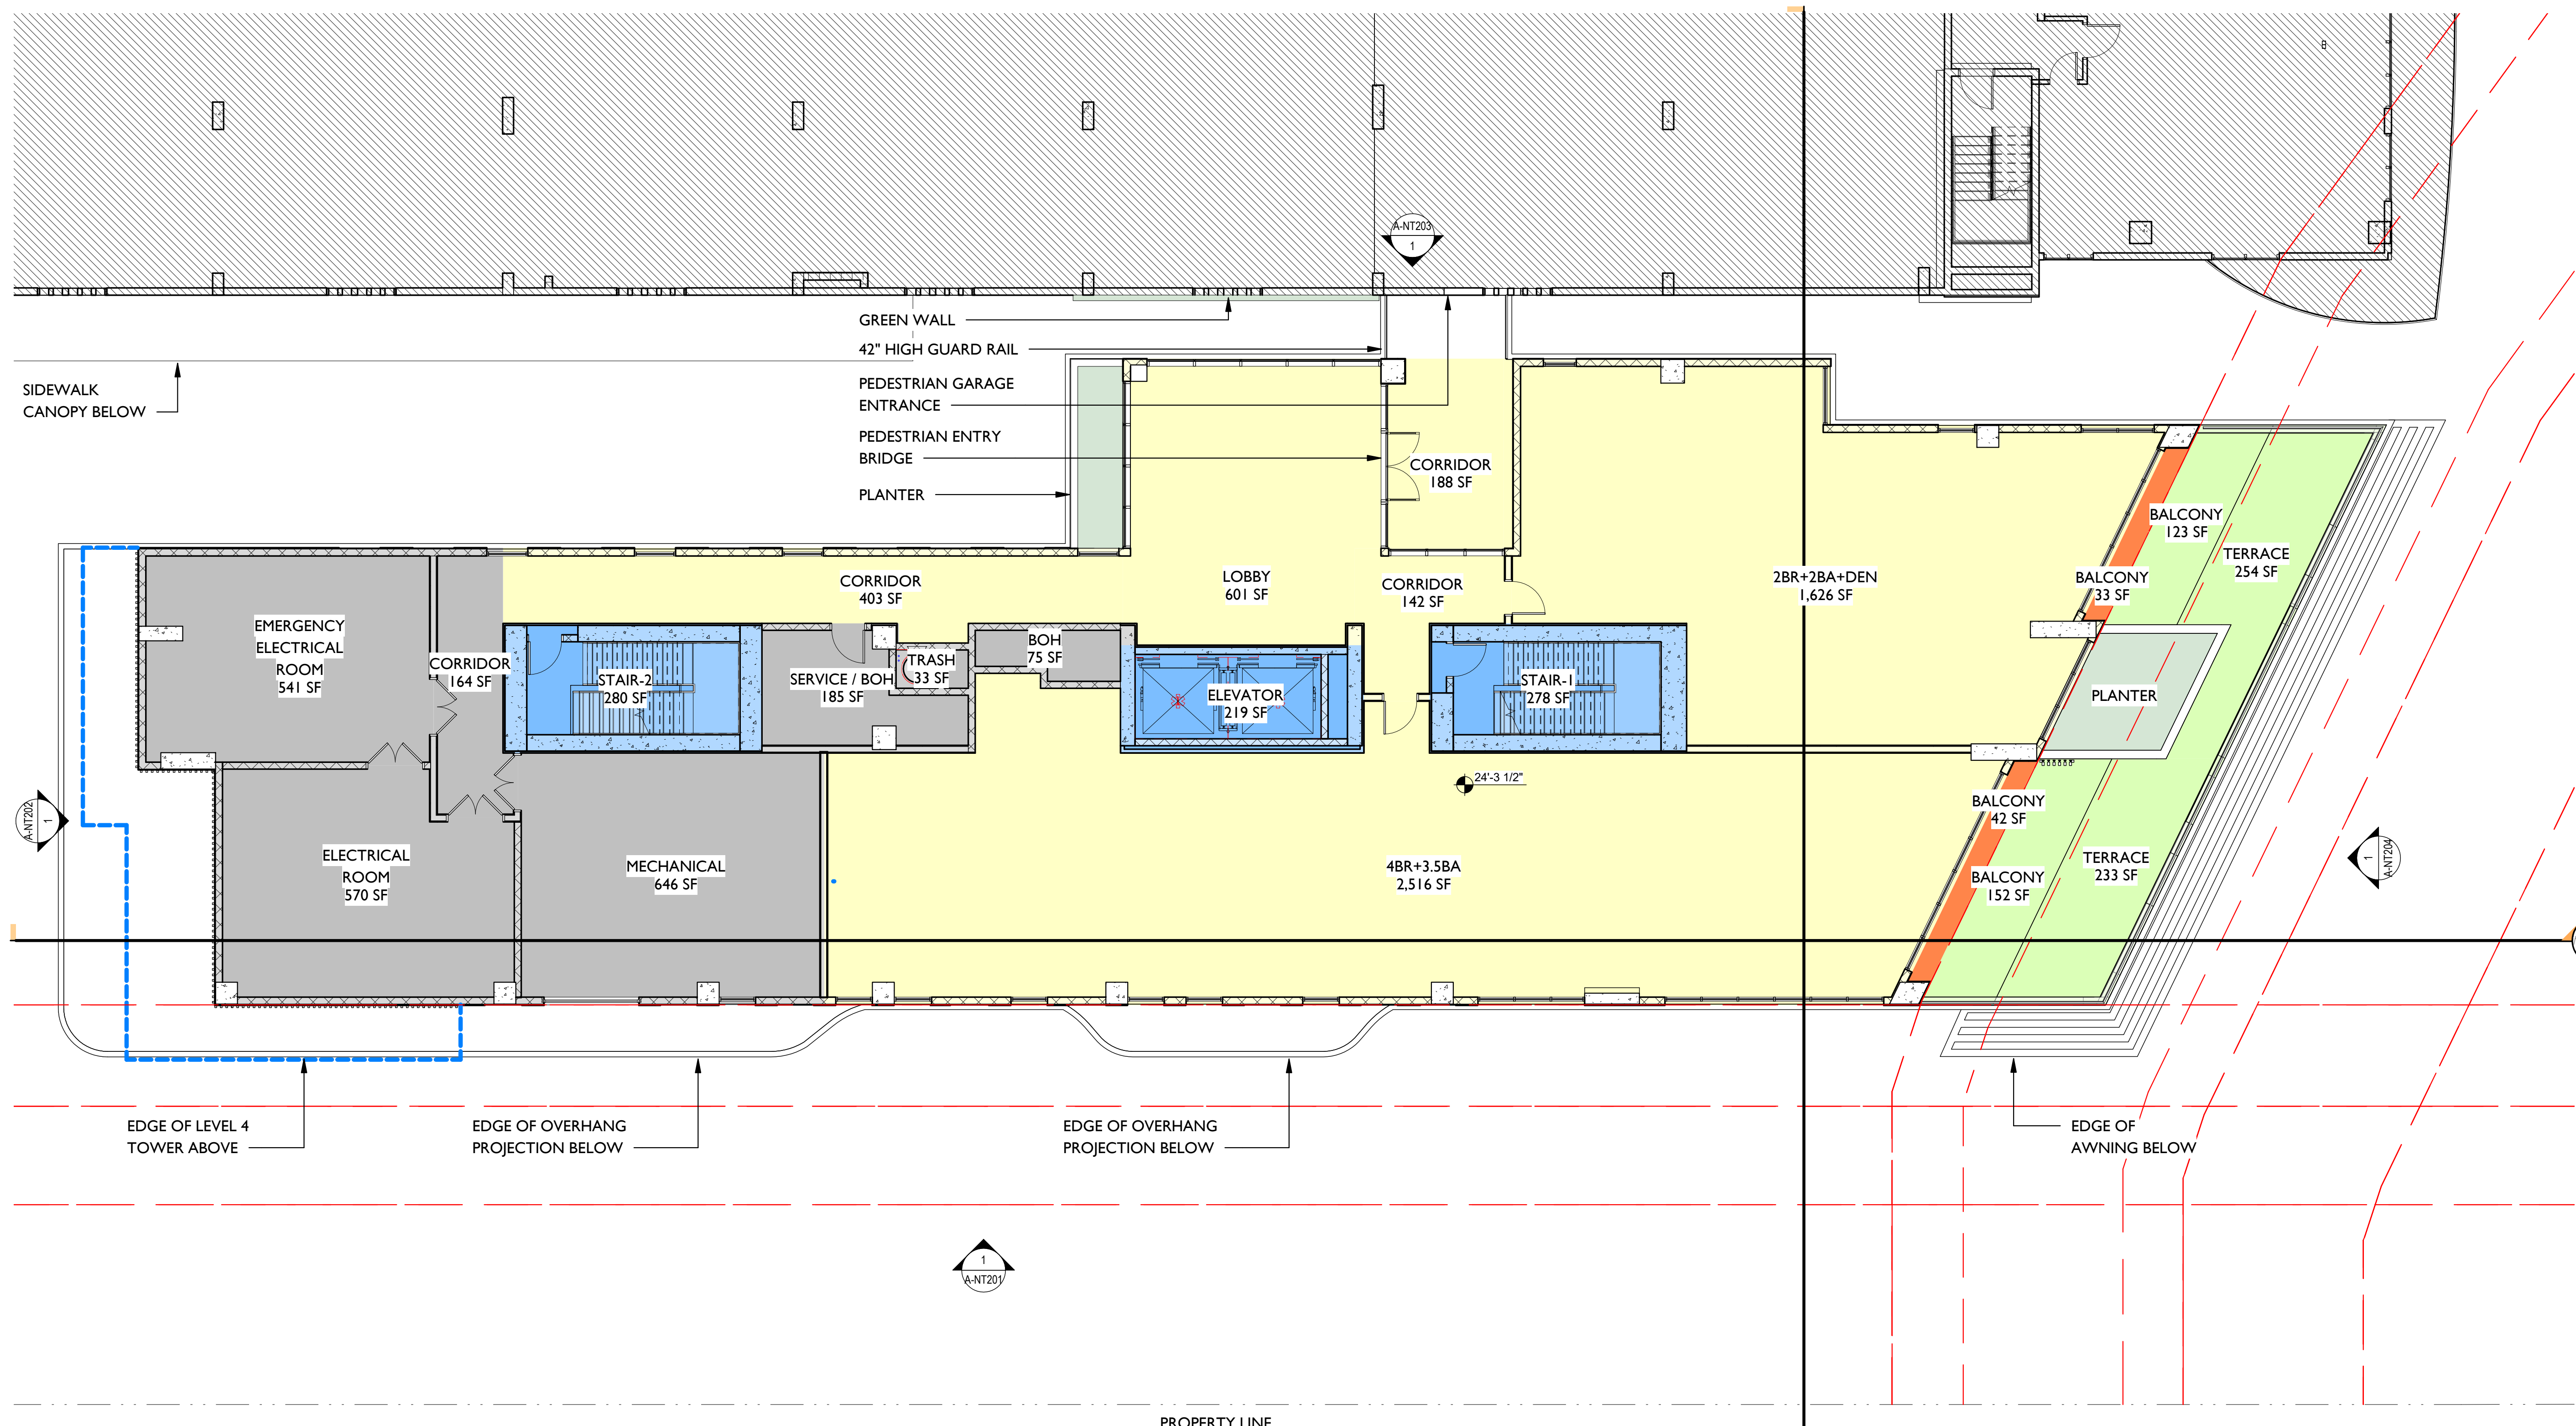 A-NT203
1
GREEN WALL
42" HIGH GUARD RAIL
PEDESTRIAN GARAGE
ENTRANCE
PEDESTRIAN ENTRY
BRIDGE
PLANTER
SIDEWALK
CANOPY BELOW
CORRIDOR
188 SF
BALCONY
123 SF
TERRACE
254 SF
CORRIDOR
403 SF
LOBBY
601 SF
CORRIDOR
142 SF
2BR+2BA+DEN
1,626 SF
BALCONY
33 SF
EMERGENCY
ELECTRICAL
ROOM
541 SF
CORRIDOR
164 SF
STAIR-2
280 SF
SERVICE / BOH
185 SF
TRASH
33 SF
BOH
75 SF
ELEVATOR
219 SF
STAIR-1
278 SF
PLANTER
24'-3 1/2"
A-NT202
1
ELECTRICAL
ROOM
570 SF
MECHANICAL
646 SF
4BR+3.5BA
2,516 SF
BALCONY
42 SF
BALCONY
152 SF
TERRACE
233 SF
1
A-NT204
EDGE OF LEVEL 4
TOWER ABOVE
EDGE OF OVERHANG
PROJECTION BELOW
EDGE OF OVERHANG
PROJECTION BELOW
EDGE OF
AWNING BELOW
1
A-NT201
PROPERTY LINE